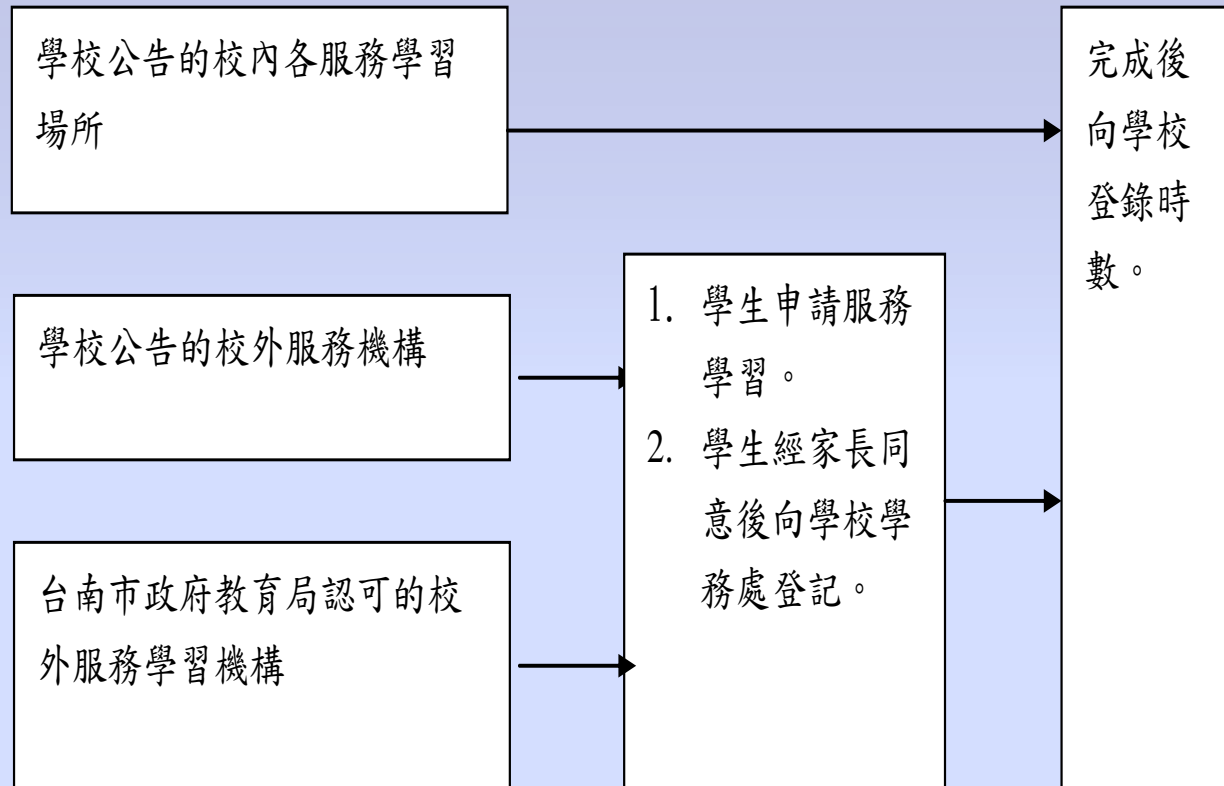 學校公告的校內各服務學習
場所
學校公告的校外服務機構
台南市政府教育局認可的校
外服務學習機構
1. 學生申請服務
學習。
2. 學生經家長同
意後向學校學
務處登記。
完成後
向學校
登錄時
數。